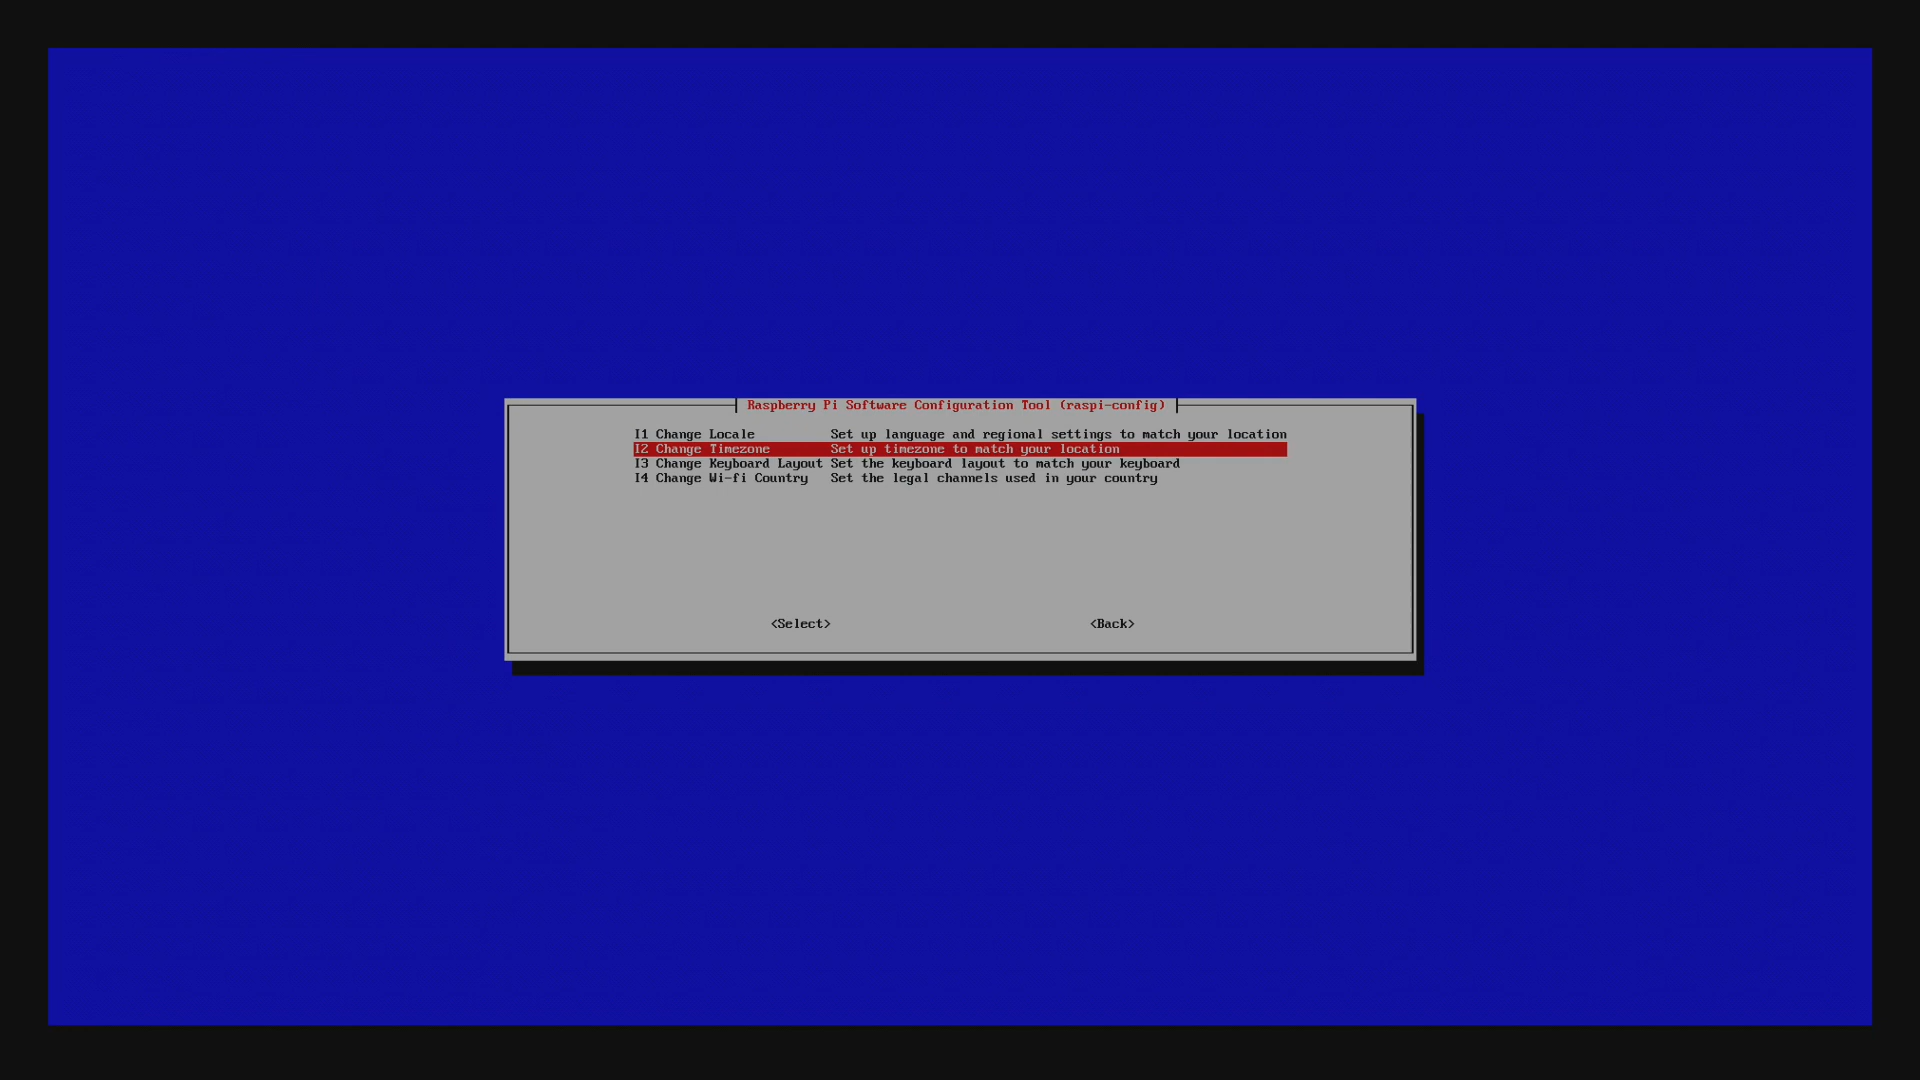 Raspberry Pi Software Configuration Tool (raspi-config)
I1 Change Locale Set up language and regional settings to match your location
I2 Change Timezone Set up timezone to match your location
I3 Change Keyboard Layout Set the keyboard layout to match your keyboard
I4 Change Wi-fi Country Set the legal channels used in your country
<Select> <Back>